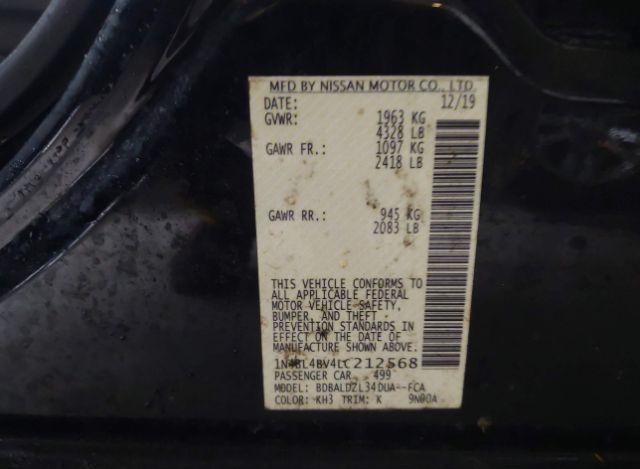 MFD BY NISSAN MOTOR CO., LTD
DATE: 12/19
GVWR: 1963 KG
4328 LB
GAWR FR.: 1097 KG
2418 LB
GAWR RR.: 945 KG
2083 LB
THIS VEHICLE CONFORMS TO
ALL APPLICABLE FEDERAL
MOTOR VEHICLE SAFETY,
BUMPER, AND THEFT
PREVENTION STANDARDS IN
EFFECT ON THE DATE OF
MANUFACTURE SHOWN ABOVE.
1N4BL4BV4LC212568
PASSENGER CAR 499
MODEL: BDBALDZL34DUA--FCA
COLOR: KH3 TRIM: K 9N00A